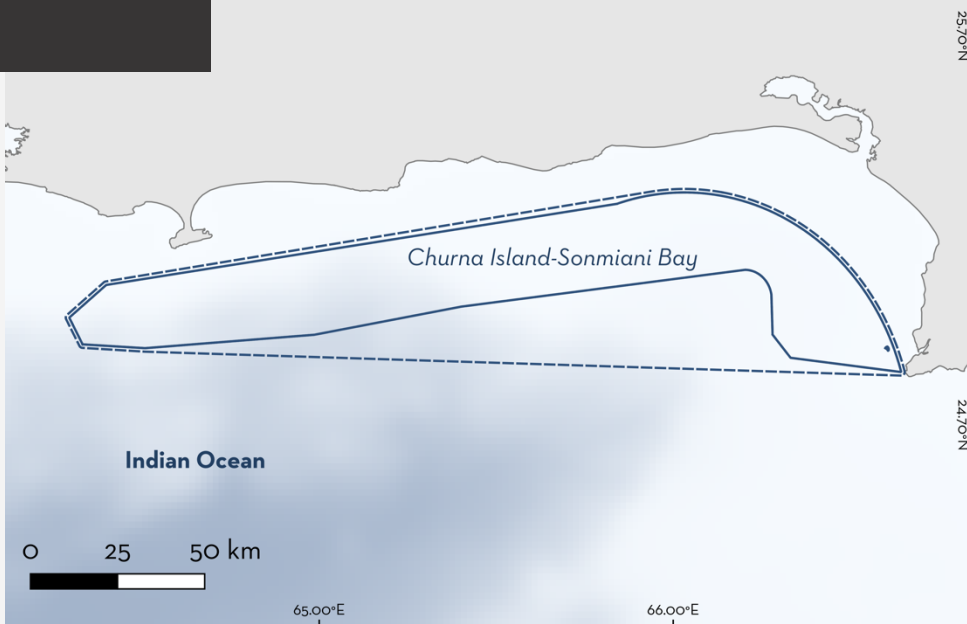 25.70°N
Churna Island-Sonmiani Bay
24.70°N
Indian Ocean
0 25 50 km
65.00°E 66.00°E